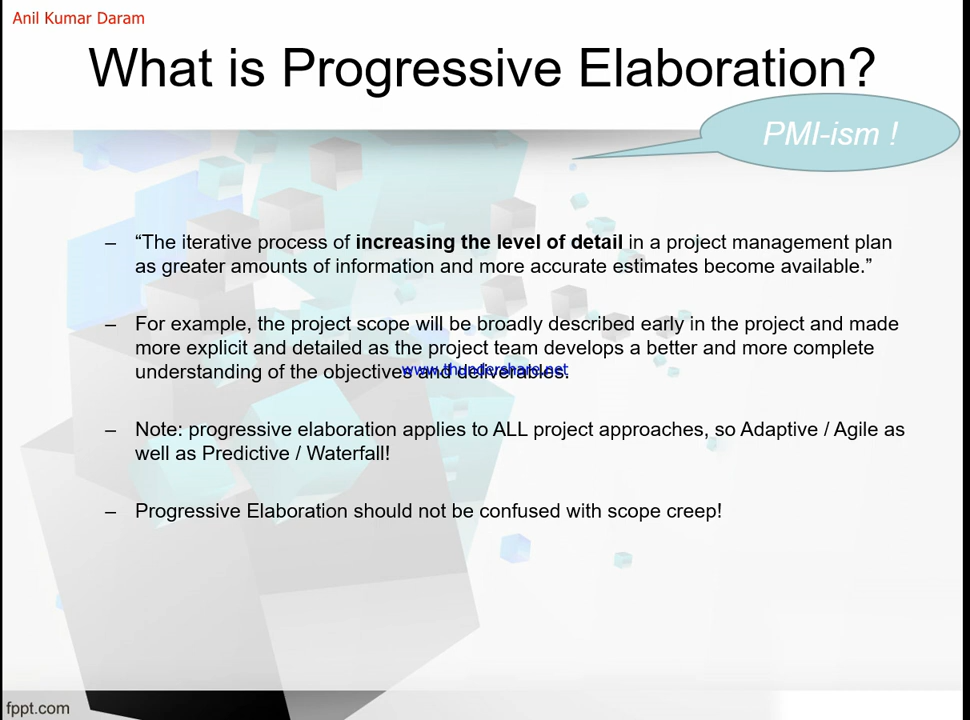 Anil Kumar Daram
What is Progressive Elaboration?
PMI-ism !
– “The iterative process of increasing the level of detail in a project management plan
as greater amounts of information and more accurate estimates become available.”
– For example, the project scope will be broadly described early in the project and made
more explicit and detailed as the project team develops a better and more complete
understanding of the objectives and deliverables.
www.thundershare.net
– Note: progressive elaboration applies to ALL project approaches, so Adaptive / Agile as
well as Predictive / Waterfall!
– Progressive Elaboration should not be confused with scope creep!
fppt.com